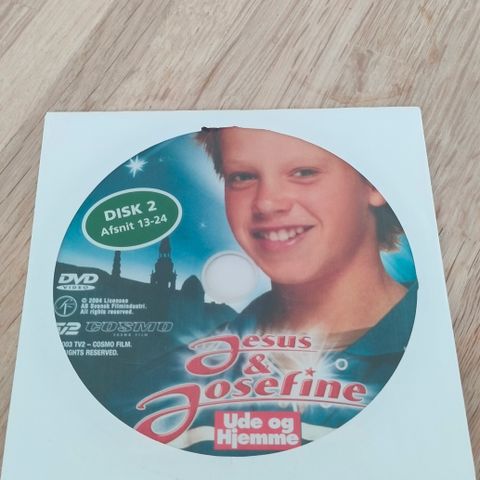 DISK 2
Afsnit 13-24
DVD
VIDEO
© 2004 Licensee
AB Svensk Filmindustri.
All rights reserved.
COSMO
003 TV2 – COSMO FILM.
RIGHTS RESERVED.
Jesus
&
Josefine
Ude og
Hjemme